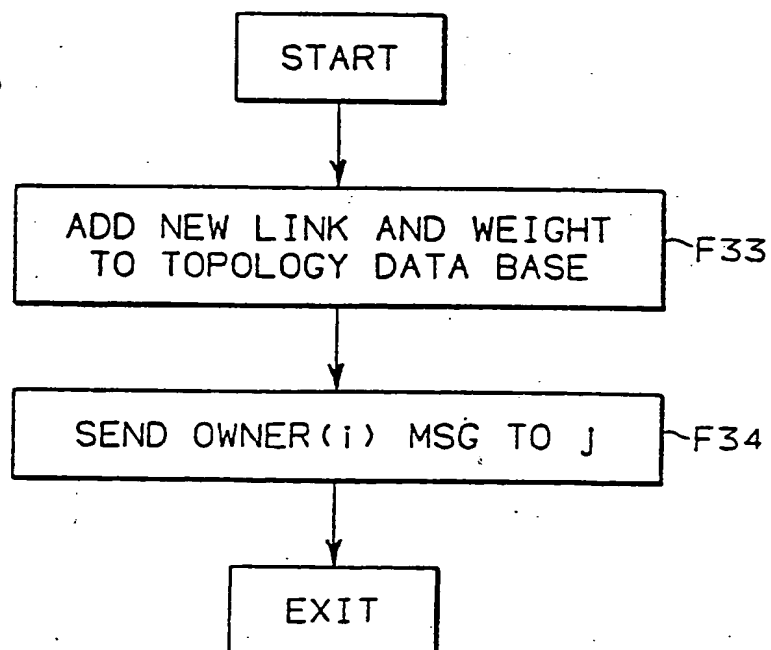 START
ADD NEW LINK AND WEIGHT
TO TOPOLOGY DATA BASE
F33
SEND OWNER(i) MSG TO j
F34
EXIT